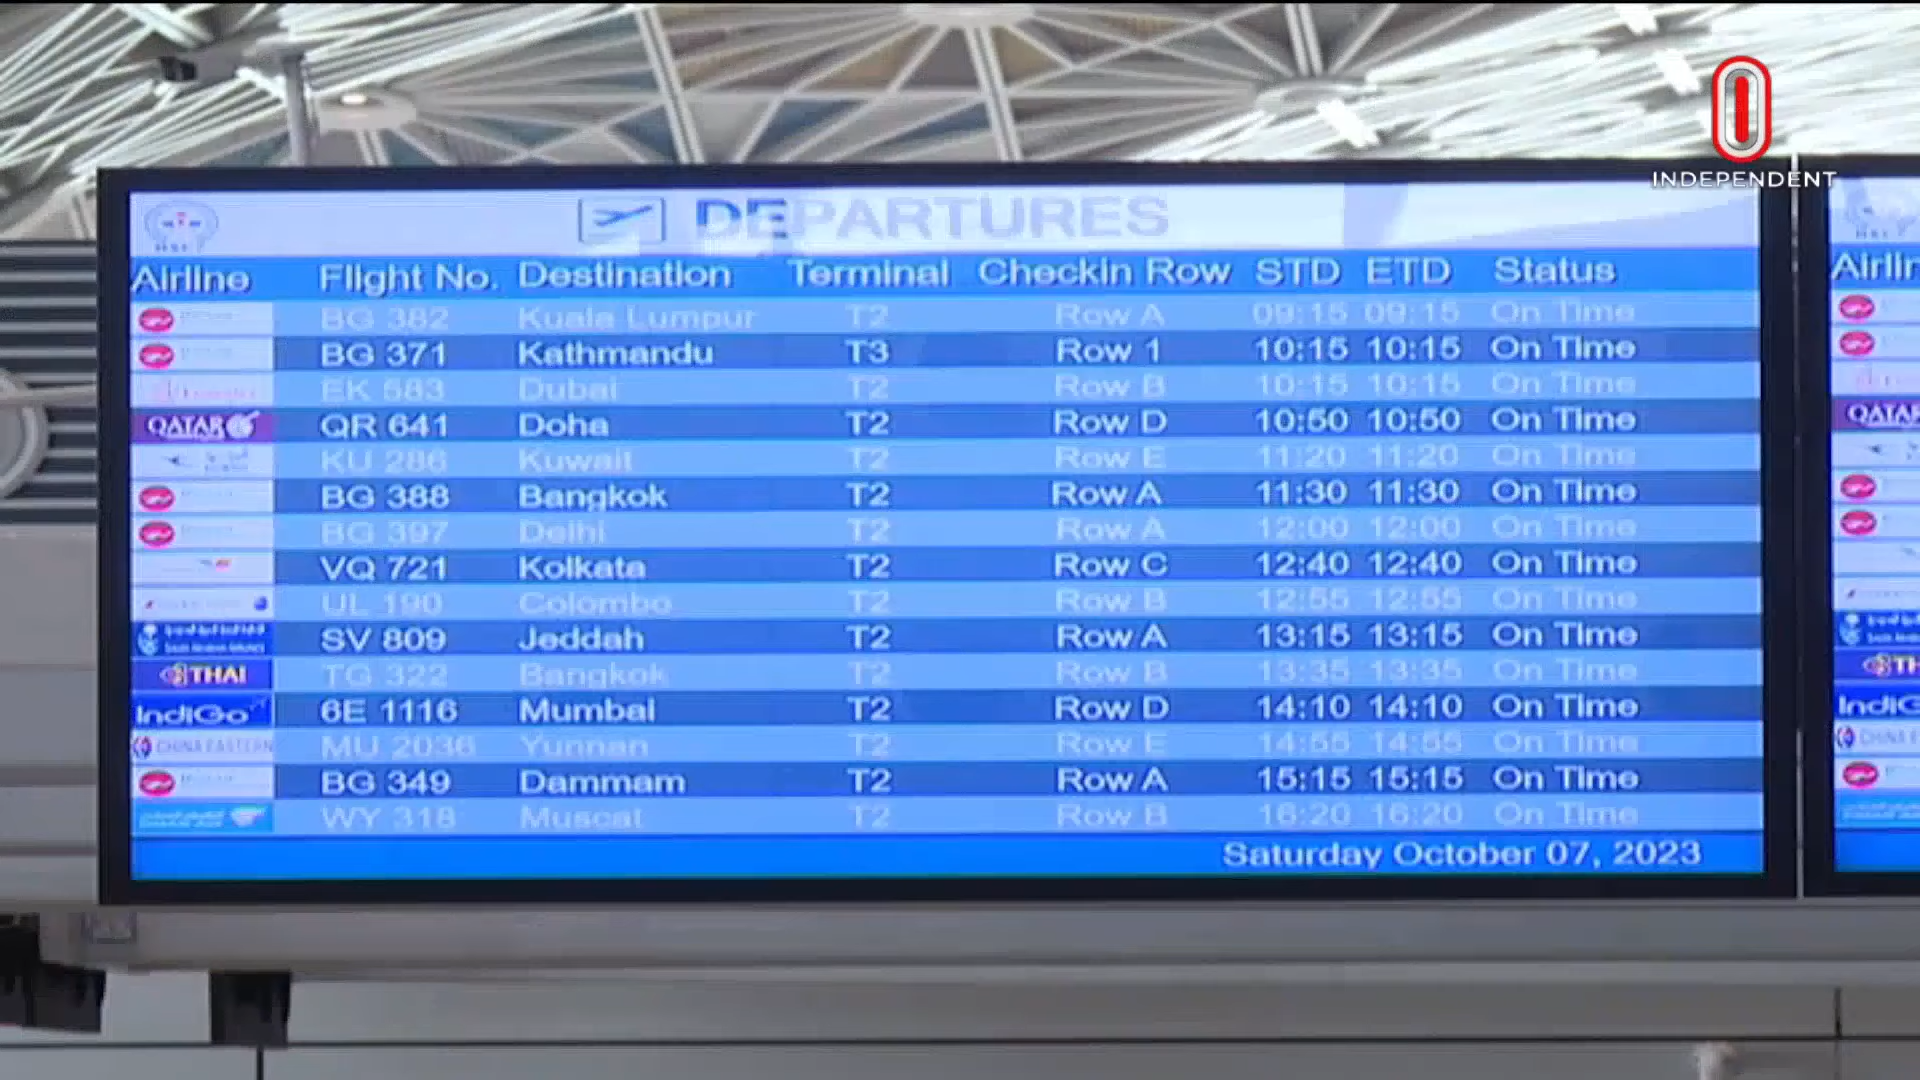 INDEPENDENT
DEPARTURES
Airline Flight No. Destination Terminal Checkin Row STD ETD Status
BG 382 Kuala Lumpur T2 Row A 09:15 09:15 On Time
BG 371 Kathmandu T3 Row 1 10:15 10:15 On Time
EK 583 Dubai T2 Row B 10:15 10:15 On Time
QATAR QR 641 Doha T2 Row D 10:50 10:50 On Time
KU 286 Kuwait T2 Row E 11:20 11:20 On Time
BG 388 Bangkok T2 Row A 11:30 11:30 On Time
BG 397 Delhi T2 Row A 12:00 12:00 On Time
VQ 721 Kolkata T2 Row C 12:40 12:40 On Time
UL 190 Colombo T2 Row B 12:55 12:55 On Time
SV 809 Jeddah T2 Row A 13:15 13:15 On Time
THAI TG 322 Bangkok T2 Row B 13:35 13:35 On Time
IndiGo 6E 1116 Mumbai T2 Row D 14:10 14:10 On Time
CHINA EASTERN MU 2036 Yunnan T2 Row E 14:55 14:55 On Time
BG 349 Dammam T2 Row A 15:15 15:15 On Time
WY 318 Muscat T2 Row B 16:20 16:20 On Time
Saturday October 07, 2023